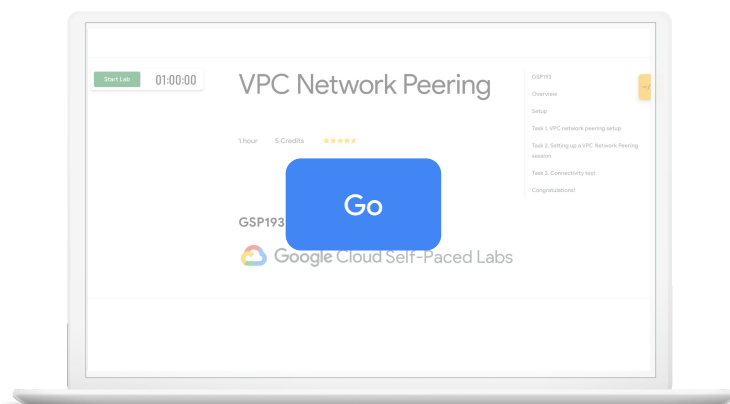 Start Lab
01:00:00
VPC Network Peering
1 hour
5 Credits
GSP193
Go
Google Cloud Self-Paced Labs
GSP193
Overview
Setup
Task 1. VPC network peering setup
Task 2. Setting up a VPC Network Peering
session
Task 3. Connectivity test
Congratulations!